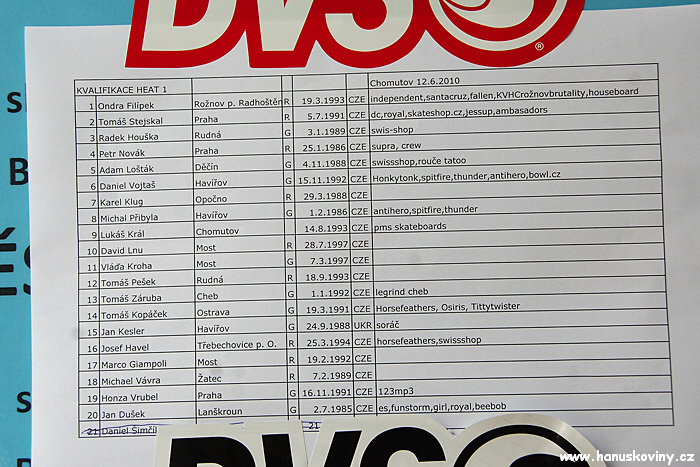 DVS
®
KVALIFIKACE HEAT 1 Chomutov 12.6.2010
1 Ondra Filípek Rožnov p. Radhoštěn R 19.3.1993 CZE independent,santacruz,fallen,KVHCrožnovbrutality,houseboard
2 Tomáš Stejskal Praha R 5.7.1991 CZE dc,royal,skateshop.cz,jessup,ambasadors
3 Radek Houška Rudná G 3.1.1989 CZE swis-shop
4 Petr Novák Praha R 25.1.1986 CZE supra, crew
5 Adam Lošták Děčín G 4.11.1988 CZE swissshop,rouče tatoo
6 Daniel Vojtaš Havířov G 15.11.1992 CZE Honkytonk,spitfire,thunder,antihero,bowl.cz
7 Karel Klug Opočno R 29.3.1988 CZE
8 Michal Přibyla Havířov G 1.2.1986 CZE antihero,spitfire,thunder
9 Lukáš Král Chomutov 14.8.1993 CZE pms skateboards
10 David Lnu Most R 28.7.1997 CZE
11 Vláďa Kroha Most G 7.3.1997 CZE
12 Tomáš Pešek Rudná R 18.9.1993 CZE
13 Tomáš Záruba Cheb G 1.1.1992 CZE legrind cheb
14 Tomáš Kopáček Ostrava G 19.3.1991 CZE Horsefeathers, Osiris, Tittytwister
15 Jan Kesler Havířov G 24.9.1988 UKR soráč
16 Josef Havel Třebechovice p. O. R 25.3.1994 CZE horsefeathers,swissshop
17 Marco Giampoli Most R 19.2.1992 CZE
18 Michael Vávra Žatec R 7.2.1989 CZE
19 Honza Vrubel Praha G 16.11.1991 CZE 123mp3
20 Jan Dušek Lanškroun G 2.7.1985 CZE es,funstorm,girl,royal,beebob
21 Daniel Šimčil 21
DVS
www.hanuskoviny.cz